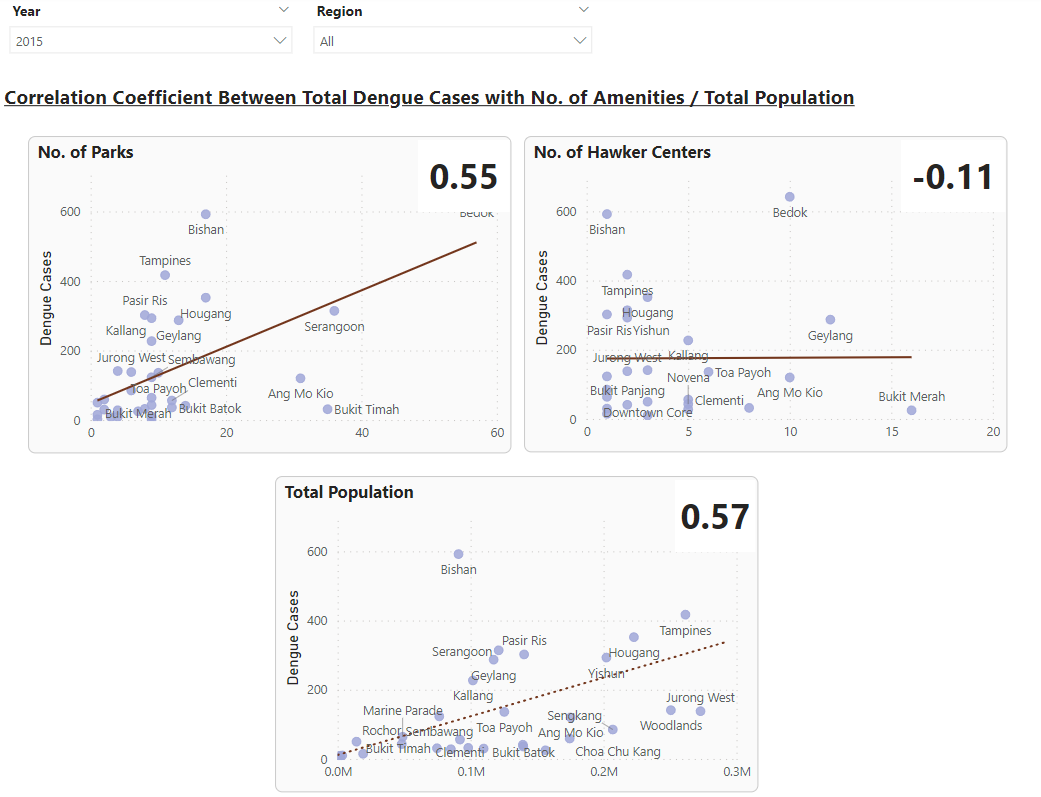 Year
Region
2015
All
Correlation Coefficient Between Total Dengue Cases with No. of Amenities / Total Population
No. of Parks
0.55
600
400
200
0
Dengue Cases
Bedok
Bishan
Tampines
Pasir Ris
Hougang
Kallang
Geylang
Serangoon
Jurong West
Sembawang
Toa Payoh
Clementi
Ang Mo Kio
Bukit Merah
Bukit Batok
Bukit Timah
0
20
40
60
No. of Hawker Centers
-0.11
600
400
200
0
Dengue Cases
Bishan
Bedok
Tampines
Hougang
Pasir Ris
Yishun
Geylang
Jurong West
Kallang
Novena
Toa Payoh
Bukit Panjang
Clementi
Ang Mo Kio
Bukit Merah
Downtown Core
0
5
10
15
20
Total Population
0.57
600
400
200
0
Dengue Cases
Bishan
Tampines
Serangoon
Pasir Ris
Hougang
Geylang
Yishun
Kallang
Jurong West
Marine Parade
Sengkang
Woodlands
Rochor
Sembawang
Toa Payoh
Ang Mo Kio
Bukit Timah
Clementi
Bukit Batok
Choa Chu Kang
0.0M
0.1M
0.2M
0.3M